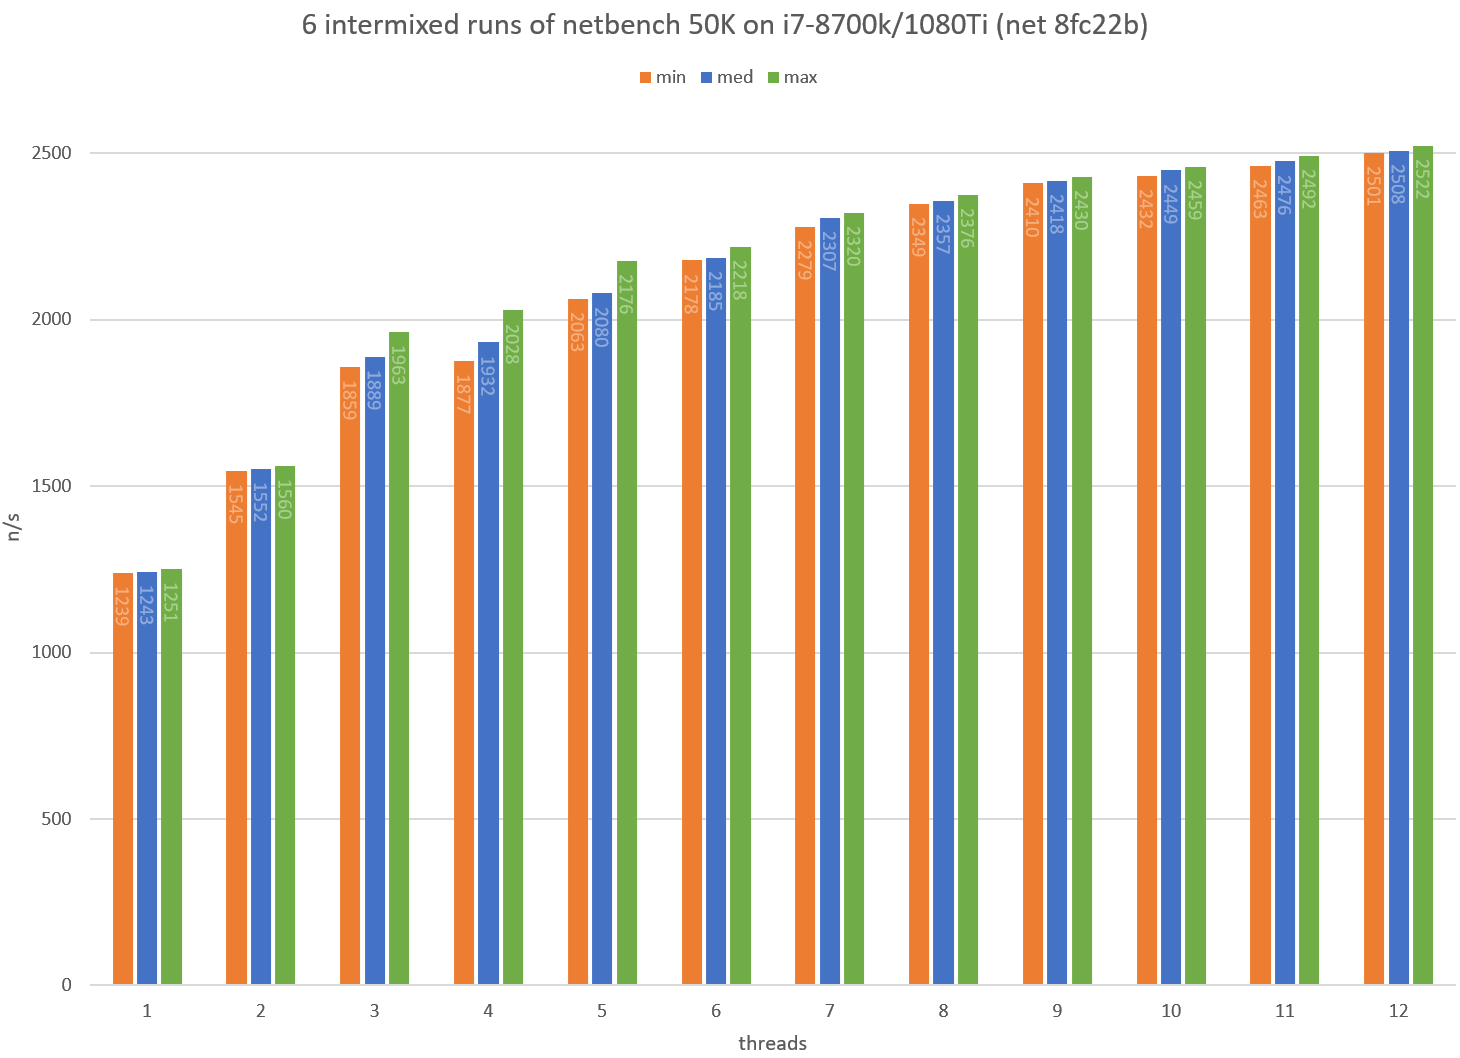 6 intermixed runs of netbench 50K on i7-8700k/1080Ti (net 8fc22b)
min med max
2500
2000
1500
1000
500
0
n/s
1239 1243 1251
1545 1552 1560
1859 1889 1963
1877 1932 2028
2063 2080 2176
2178 2185 2218
2279 2307 2320
2349 2357 2376
2410 2418 2430
2432 2449 2459
2463 2476 2492
2501 2508 2522
1 2 3 4 5 6 7 8 9 10 11 12
threads